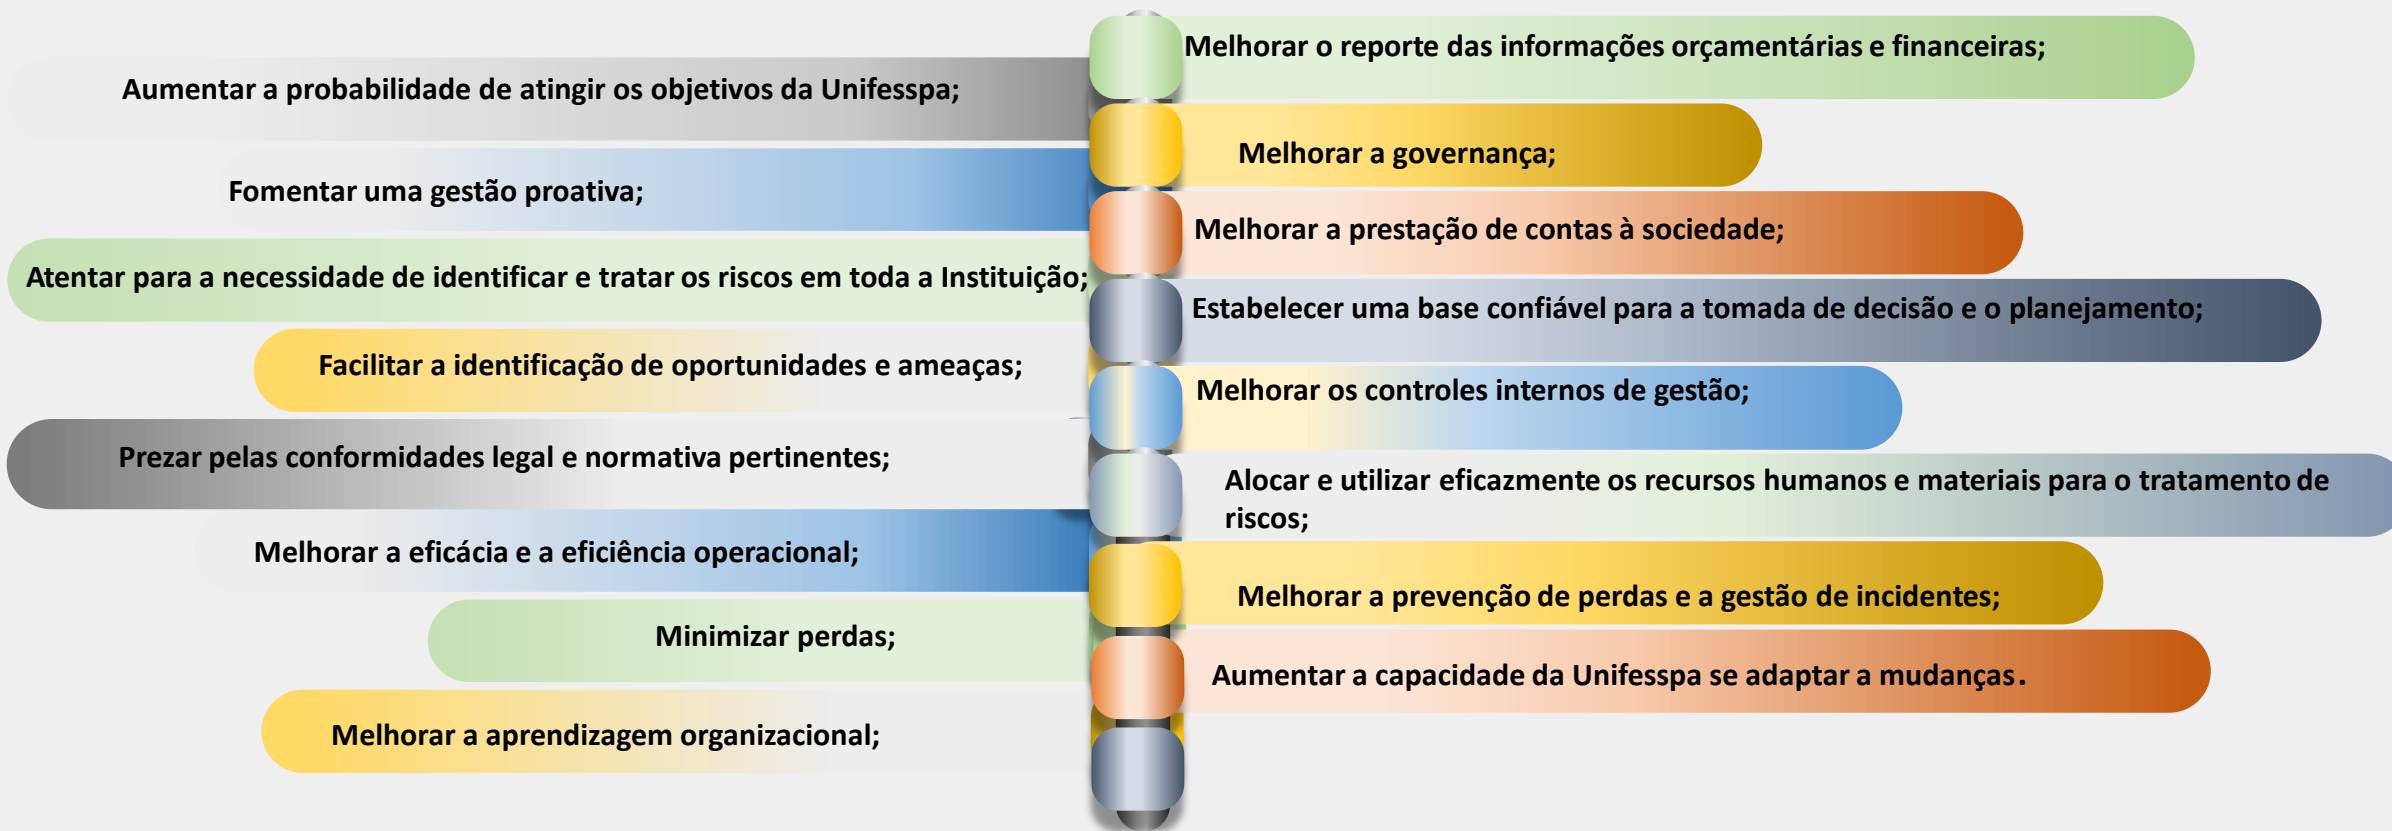 Aumentar a probabilidade de atingir os objetivos da Unifesspa;
Fomentar uma gestão proativa;
Atentar para a necessidade de identificar e tratar os riscos em toda a Instituição;
Facilitar a identificação de oportunidades e ameaças;
Prezar pelas conformidades legal e normativa pertinentes;
Melhorar a eficácia e a eficiência operacional;
Minimizar perdas;
Melhorar a aprendizagem organizacional;
Melhorar o reporte das informações orçamentárias e financeiras;
Melhorar a governança;
Melhorar a prestação de contas à sociedade;
Estabelecer uma base confiável para a tomada de decisão e o planejamento;
Melhorar os controles internos de gestão;
Alocar e utilizar eficazmente os recursos humanos e materiais para o tratamento de
riscos;
Melhorar a prevenção de perdas e a gestão de incidentes;
Aumentar a capacidade da Unifesspa se adaptar a mudanças.